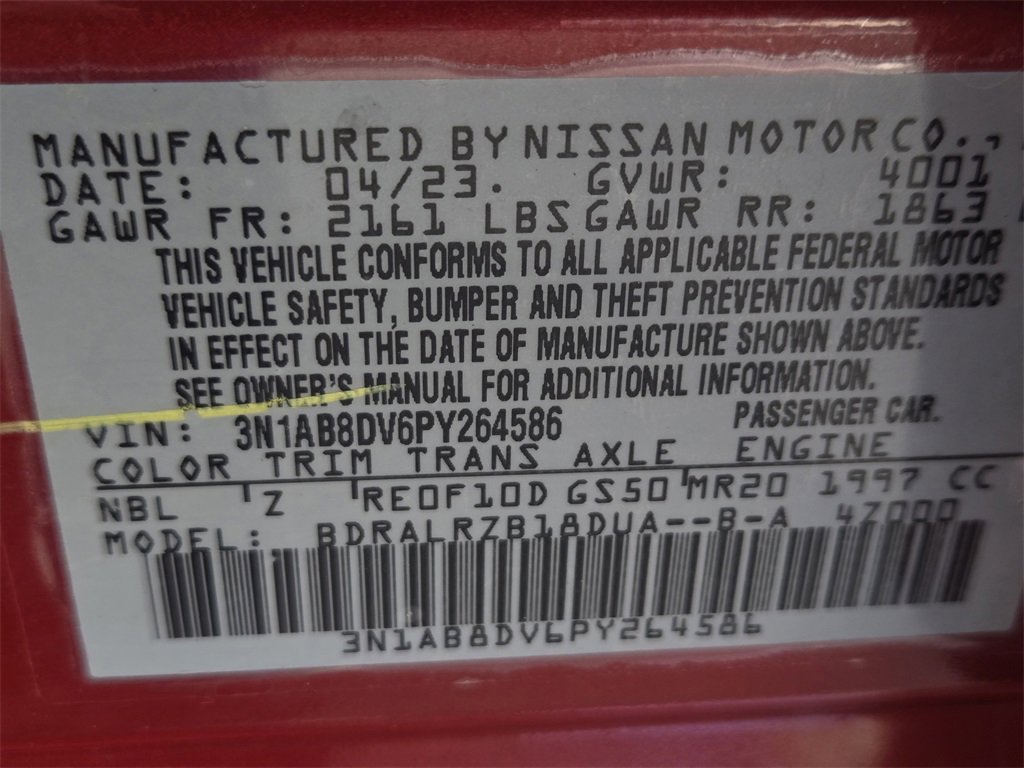 MANUFACTURED BY NISSAN MOTOR CO.,
DATE: 04/23. GVWR: 4001
GAWR FR: 2161 LBS GAWR RR: 1863
THIS VEHICLE CONFORMS TO ALL APPLICABLE FEDERAL MOTOR
VEHICLE SAFETY, BUMPER AND THEFT PREVENTION STANDARDS
IN EFFECT ON THE DATE OF MANUFACTURE SHOWN ABOVE.
SEE OWNER'S MANUAL FOR ADDITIONAL INFORMATION.
VIN: 3N1AB8DV6PY264586 PASSENGER CAR.
COLOR TRIM TRANS AXLE ENGINE
NBL Z RE0F10D GS50 MR20 1997 CC
MODEL: BDRALRZB18DUA--B-A 4Z000
3N1AB8DV6PY264586